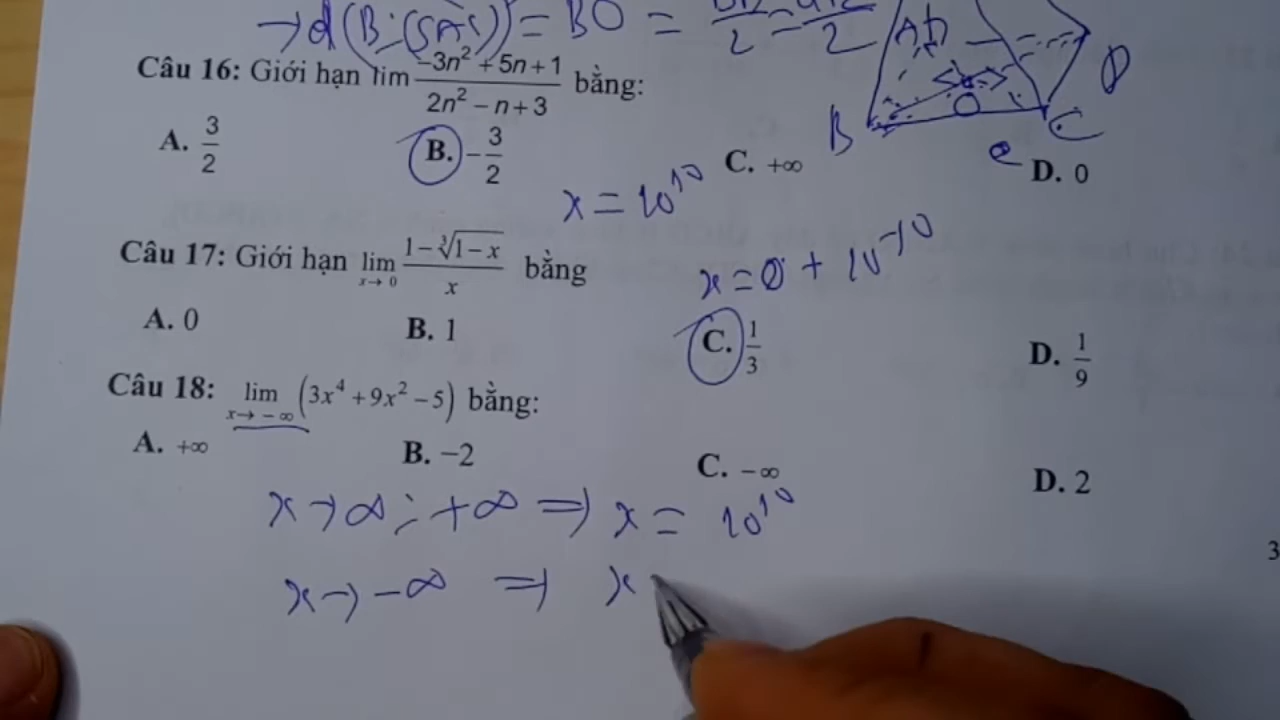 → d(B;(SAC)) = BO =
Câu 16: Giới hạn lim (-3n² + 5n + 1)/(2n² − n + 3) bằng:
A. 3/2 B. −3/2 C. +∞ D. 0
B O C D
x = 10¹⁰
Câu 17: Giới hạn lim x→0 (1−∛(1−x))/x bằng
x = 0 + 10⁻¹⁰
A. 0 B. 1 C. 1/3 D. 1/9
Câu 18: lim x→−∞ (3x⁴ + 9x² − 5) bằng:
A. +∞ B. −2 C. −∞ D. 2
x → ∞; +∞ ⇒ x = 10¹⁰
x → −∞ ⇒ x
3